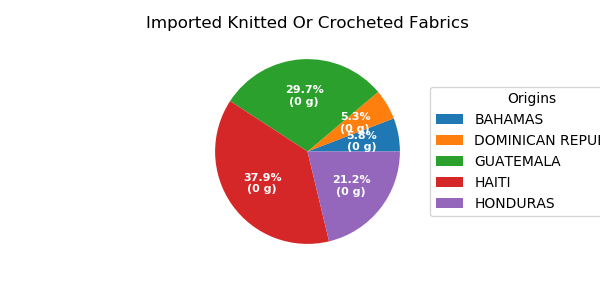 Imported Knitted Or Crocheted Fabrics
29.7%
(0 g)
5.3%
(0 g)
5.8%
(0 g)
37.9%
(0 g)
21.2%
(0 g)
Origins
BAHAMAS
DOMINICAN REPU
GUATEMALA
HAITI
HONDURAS